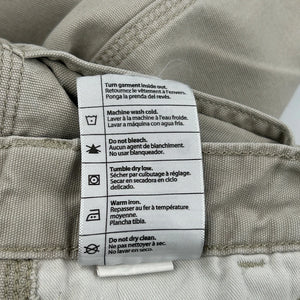 Turn garment inside out.
Retournez le vêtement à l'envers.
Ponga la prenda del revés.
Machine wash cold.
Laver à la machine à l'eau froide.
Lavar a máquina con agua fría.
Do not bleach.
Aucun agent de blanchiment.
No usar blanqueador.
Tumble dry low.
Sécher par culbutage à réglage.
Secar en secadora en ciclo
delicado.
Warm iron.
Repasser au fer à température
moyenne.
Plancha tibia.
Do not dry clean.
Ne pas nettoyer à sec.
No lavar en seco.